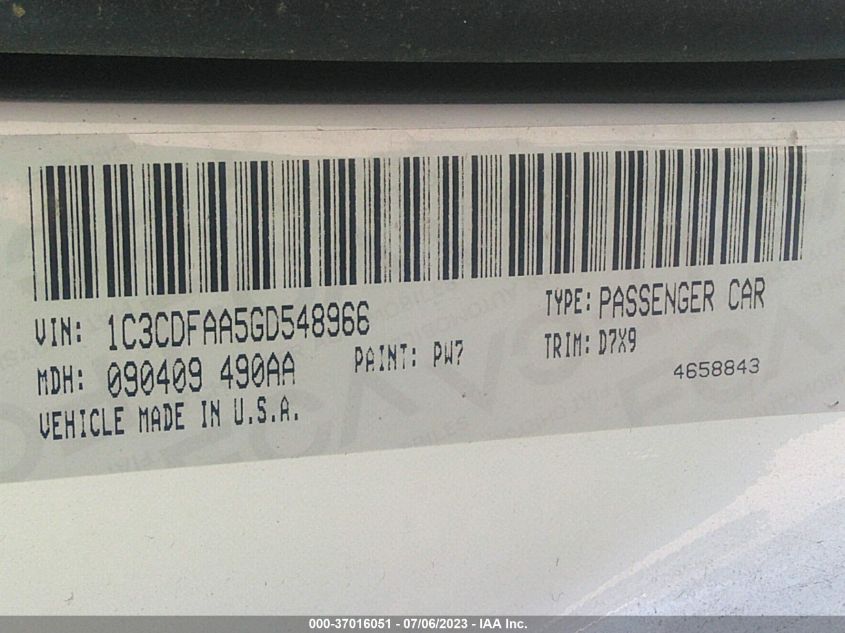 VIN: 1C3CDFAA5GD548966
TYPE: PASSENGER CAR
MDH: 090409 490AA
PAINT: PW7
TRIM: D7X9
4658843
VEHICLE MADE IN U.S.A.
000-37016051 - 07/06/2023 - IAA Inc.